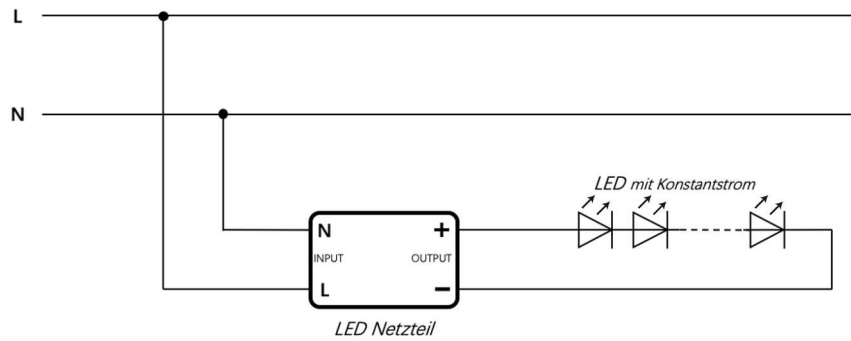 L
N
LED mit Konstantstrom
N +
INPUT OUTPUT
L −
LED Netzteil